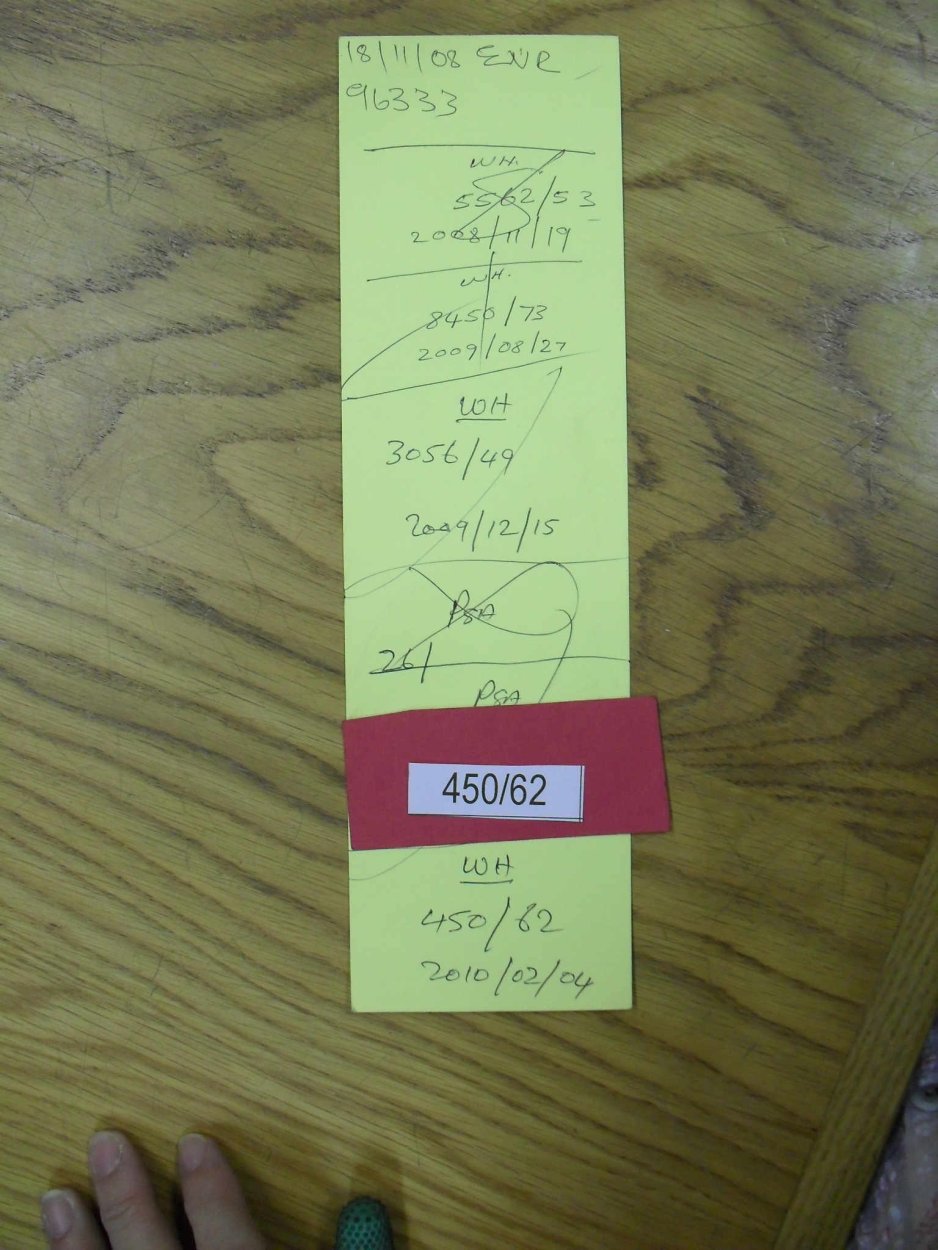 18/11/08 ENR
96333
WH.
5562/53
2008/11/19
WH.
8450/73
2009/08/27
WH
3056/49
2009/12/15
PSA
261
PSA
450/62
WH
450/62
2010/02/04